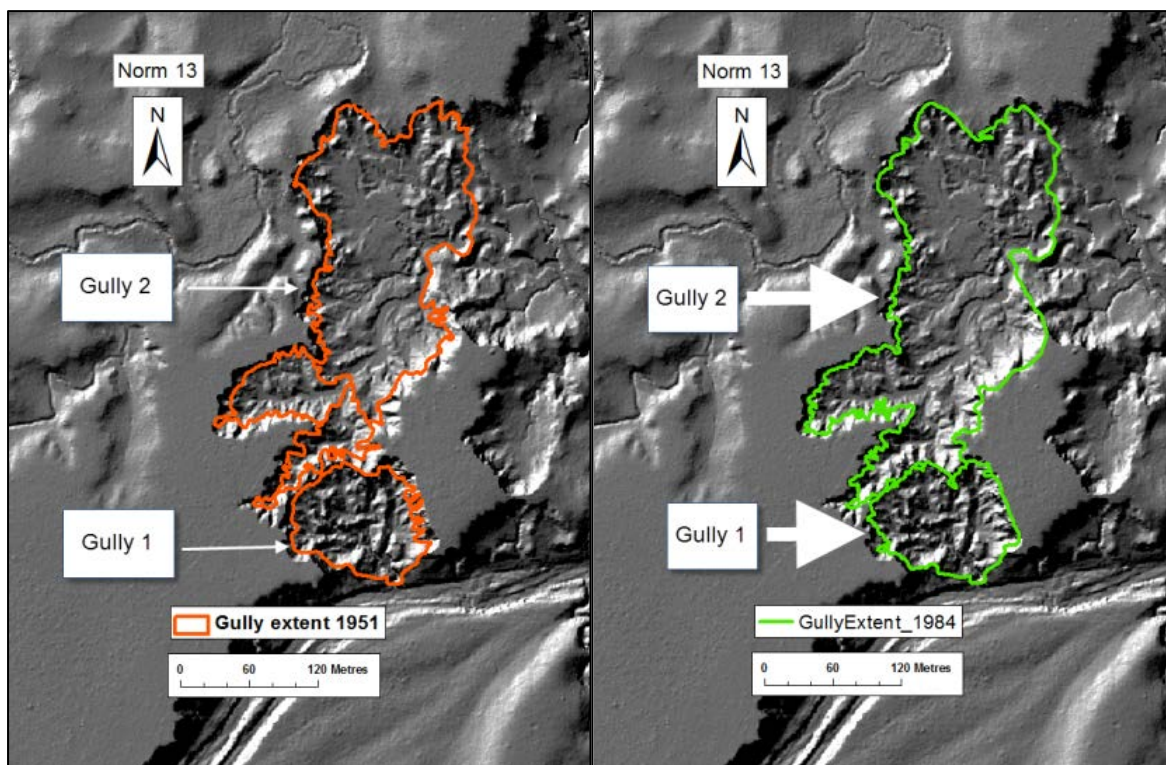 Norm 13
N
Gully 2
Gully 1
Gully extent 1951
0 60 120 Metres
Norm 13
N
Gully 2
Gully 1
GullyExtent_1984
0 60 120 Metres